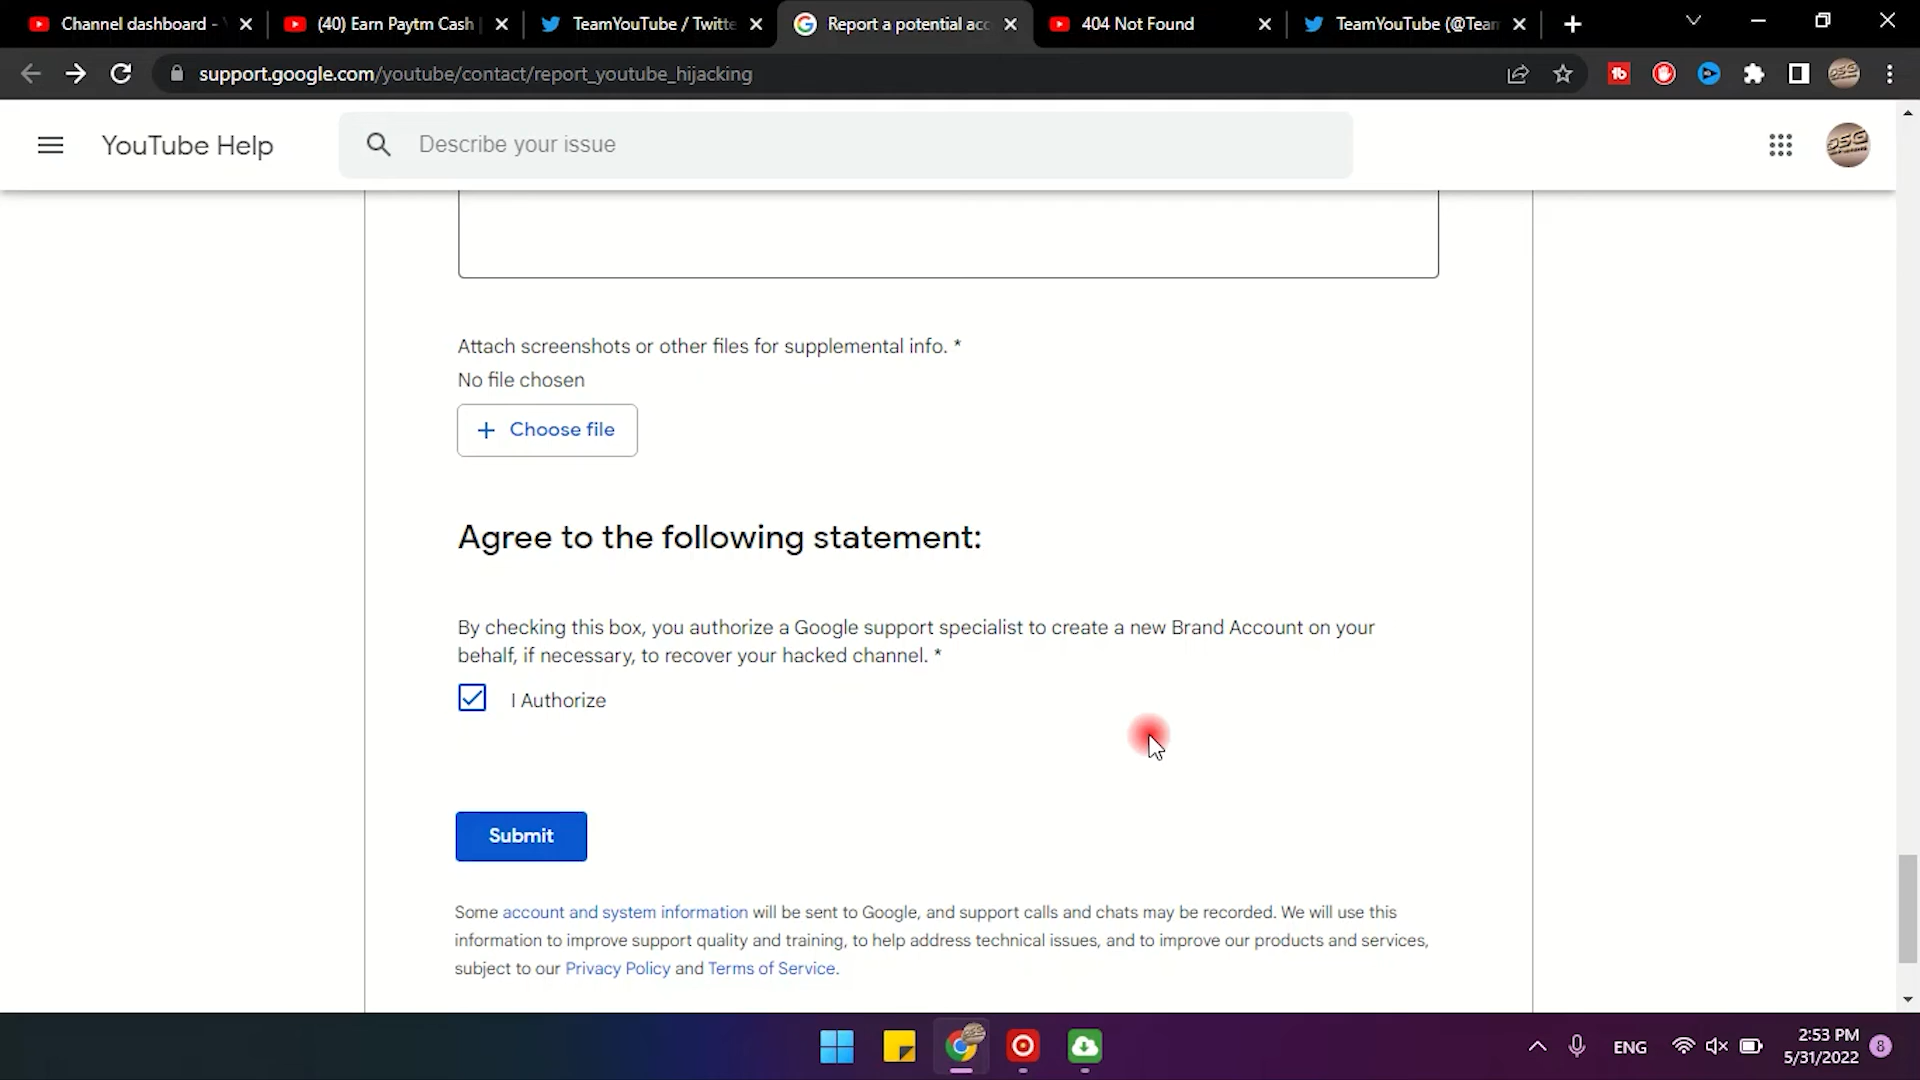 Channel dashboard -
(40) Earn Paytm Cash
TeamYouTube / Twitte
Report a potential acc
404 Not Found
TeamYouTube (@Team
support.google.com/youtube/contact/report_youtube_hijacking
YouTube Help
Describe your issue
Attach screenshots or other files for supplemental info. *
No file chosen
+ Choose file
Agree to the following statement:
By checking this box, you authorize a Google support specialist to create a new Brand Account on your
behalf, if necessary, to recover your hacked channel. *
I Authorize
Submit
Some account and system information will be sent to Google, and support calls and chats may be recorded. We will use this
information to improve support quality and training, to help address technical issues, and to improve our products and services,
subject to our Privacy Policy and Terms of Service.
ENG
2:53 PM
5/31/2022
8